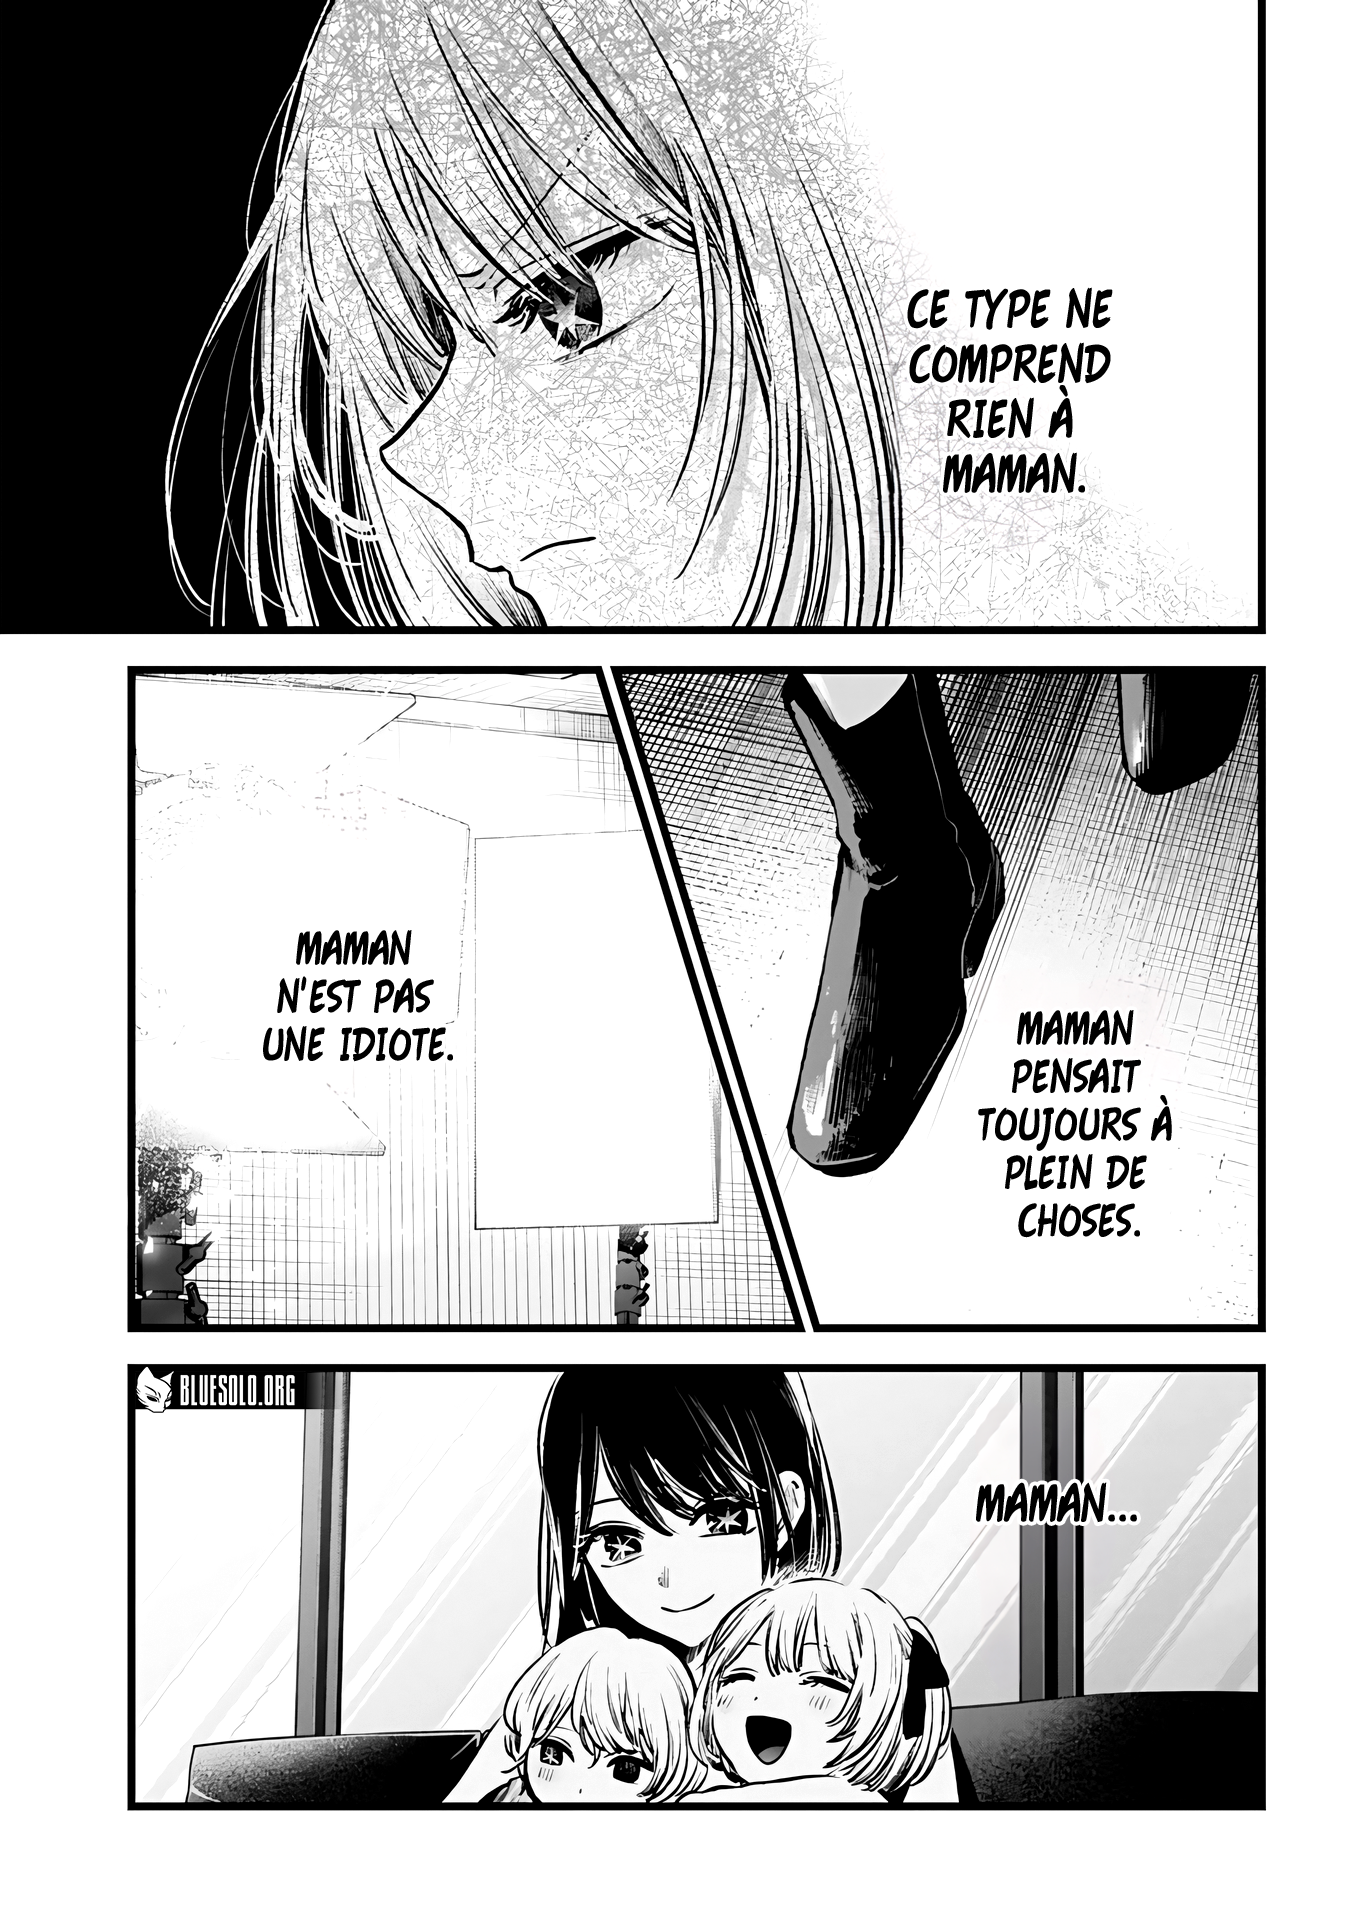 CE TYPE NE
COMPREND
RIEN À
MAMAN.
MAMAN
PENSAIT
TOUJOURS À
PLEIN DE
CHOSES.
MAMAN
N'EST PAS
UNE IDIOTE.
BLUESOLO.ORG
MAMAN...